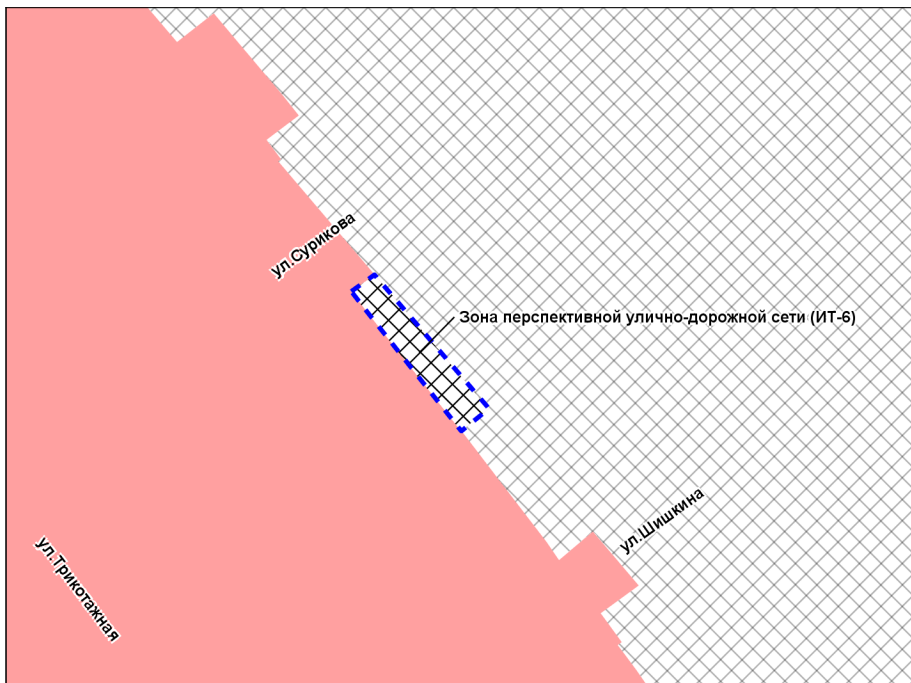 ул.Сурикова
Зона перспективной улично-дорожной сети (ИТ-6)
ул.Шишкина
ул.Трикотажная